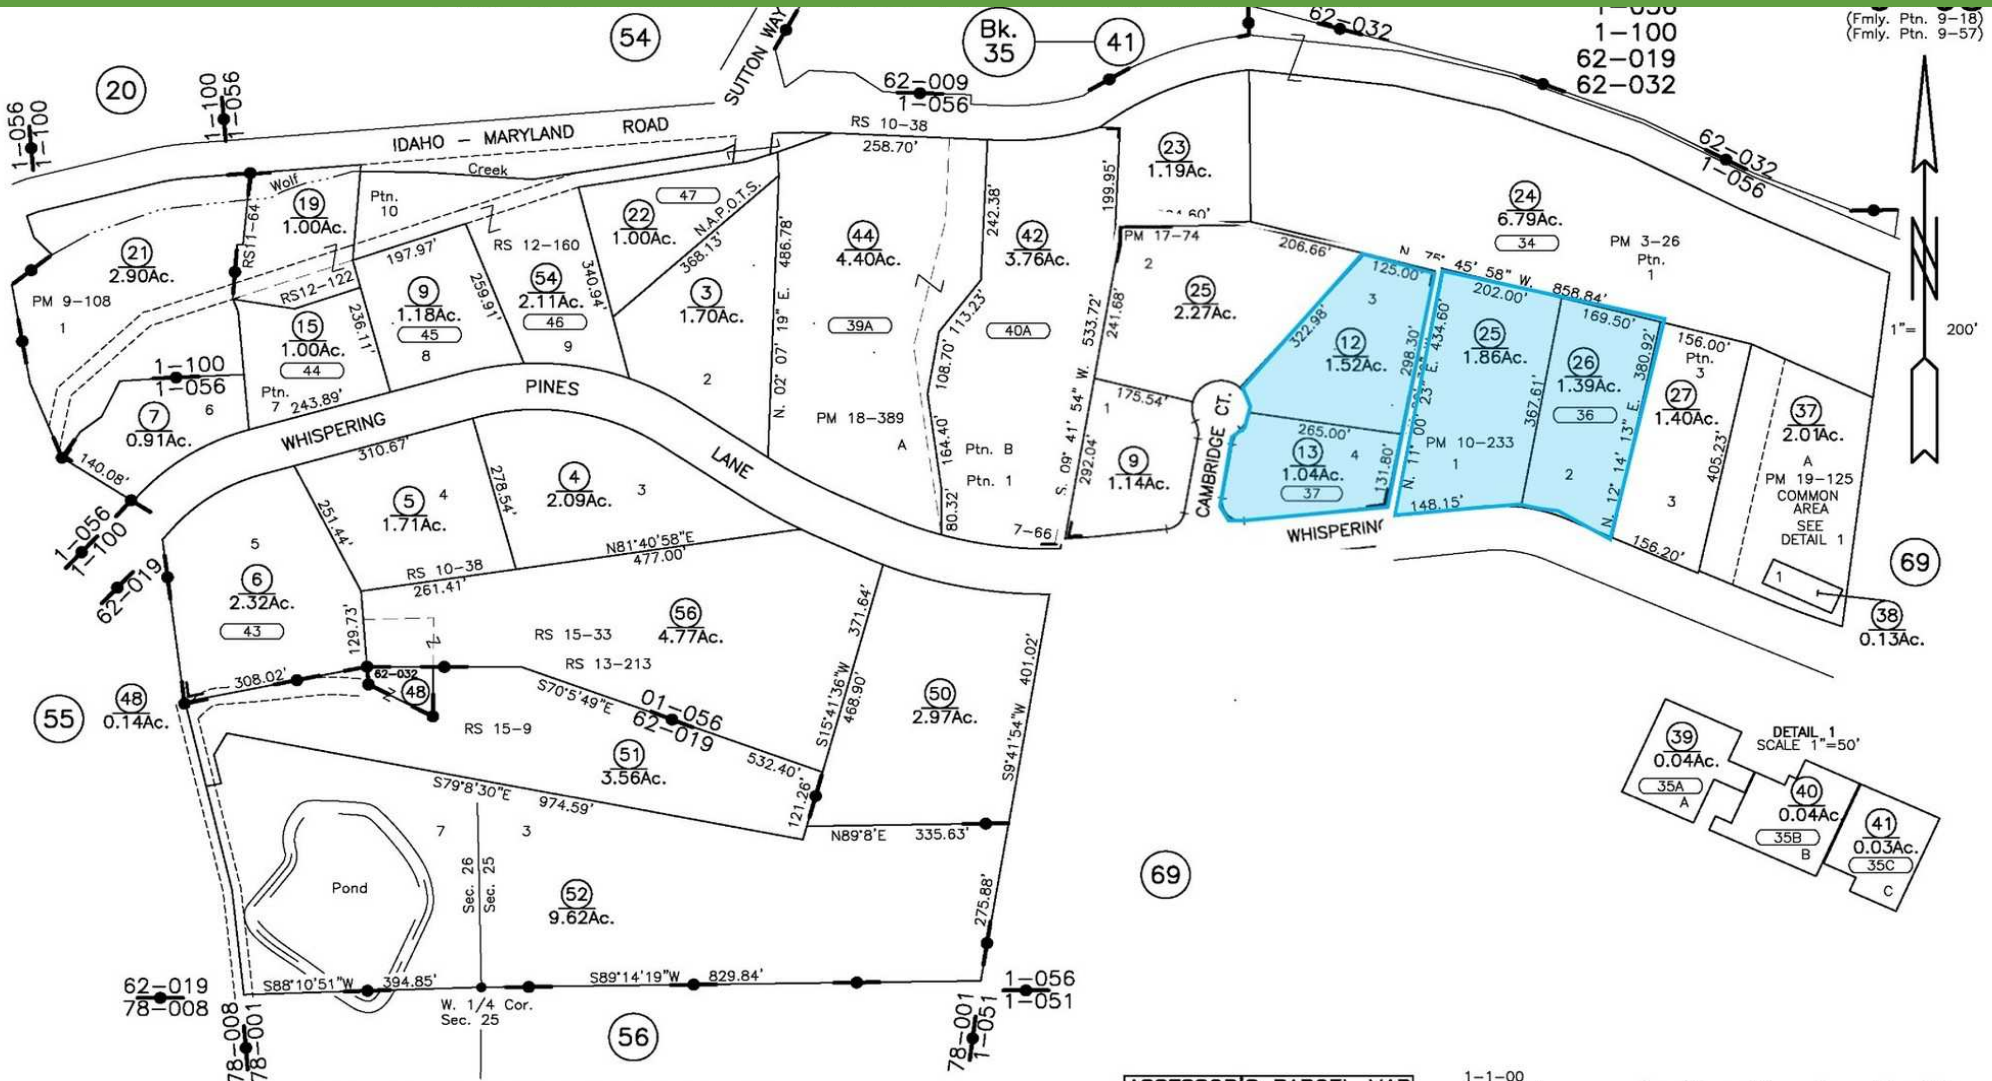 54
Bk.
35
41
62-032
1-056
1-100
62-019
62-032
(Fmly. Ptn. 9-18)
(Fmly. Ptn. 9-57)
20
1-056
1-100
1-100
1-056
SUTTON WAY
62-009
1-056
IDAHO - MARYLAND ROAD
RS 10-38
258.70'
62-032
1-056
Wolf
Creek
RS11-64
19
1.00Ac.
Ptn.
10
22
1.00Ac.
47
N.A.P.O.T.S.
368.13'
486.78'
N. 02° 07' 19" E.
44
4.40Ac.
39A
242.38'
42
3.76Ac.
40A
199.95'
23
1.19Ac.
24
6.79Ac.
34
PM 3-26
Ptn.
1
1"= 200'
21
2.90Ac.
PM 9-108
1
RS12-122
197.97'
RS 12-160
54
2.11Ac.
46
9
259.91'
340.94'
9
1.18Ac.
45
8
236.11'
15
1.00Ac.
44
Ptn.
7
243.89'
3
1.70Ac.
2
PM 17-74
2
206.66'
25
2.27Ac.
533.72'
241.68'
113.23'
108.70'
164.40'
80.32'
N. 75° 45' 58" W. 858.84'
125.00'
3
322.98'
12
1.52Ac.
298.30'
434.60'
202.00'
25
1.86Ac.
169.50'
26
1.39Ac.
36
380.92'
367.61'
156.00'
Ptn.
3
27
1.40Ac.
405.23'
3
37
2.01Ac.
A
PM 19-125
COMMON
AREA
SEE
DETAIL 1
1
1-100
1-056
7
0.91Ac.
6
140.08'
WHISPERING
PINES
LANE
310.67'
278.54'
251.44'
5
1.71Ac.
4
4
2.09Ac.
3
PM 18-389
A
Ptn. B
Ptn. 1
7-66
S. 09° 41' 54" W.
292.04'
1
175.54'
9
1.14Ac.
CAMBRIDGE CT.
265.00'
13
1.04Ac.
4
37
131.80'
PM 10-233
1
2
148.15'
N. 12° 14' 13" E.
156.20'
WHISPERING
69
38
0.13Ac.
1-056
1-100
62-019
5
6
2.32Ac.
43
RS 10-38
261.41'
N81°40'58"E
477.00'
129.73'
RS 15-33
RS 13-213
56
4.77Ac.
371.64'
S15°41'36"W
468.90'
401.02'
S9°41'54"W
50
2.97Ac.
55
48
0.14Ac.
308.02'
62-032
48
RS 15-9
S70°5'49"E
01-056
62-019
532.40'
51
3.56Ac.
121.26'
S79°8'30"E
974.59'
N89°8'E 335.63'
DETAIL 1
SCALE 1"=50'
39
0.04Ac.
35A
A
40
0.04Ac.
35B
B
41
0.03Ac.
35C
C
Pond
7
3
Sec. 26
Sec. 25
52
9.62Ac.
275.88'
69
62-019
78-008
S88°10'51"W 394.85'
S89°14'19"W 829.84'
1-056
1-051
W. 1/4 Cor.
Sec. 25
78-008
78-001
56
78-001
1-051
ASSESSOR'S PARCEL MAP
1-1-00